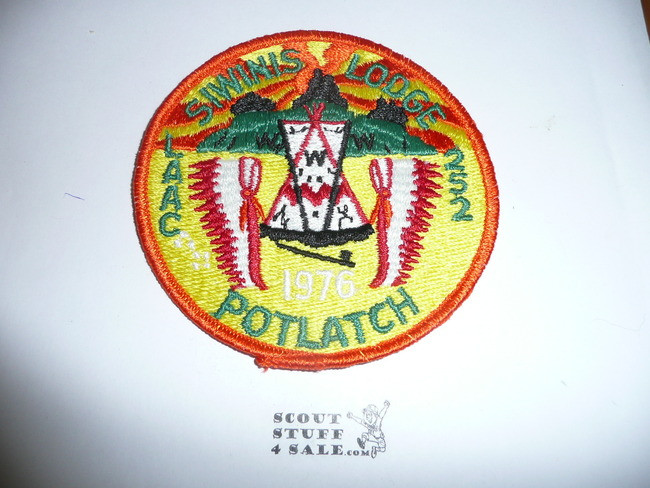 SIWINIS LODGE
LAAC
252
W
1976
POTLATCH
SCOUT
STUFF
4 SALE.COM